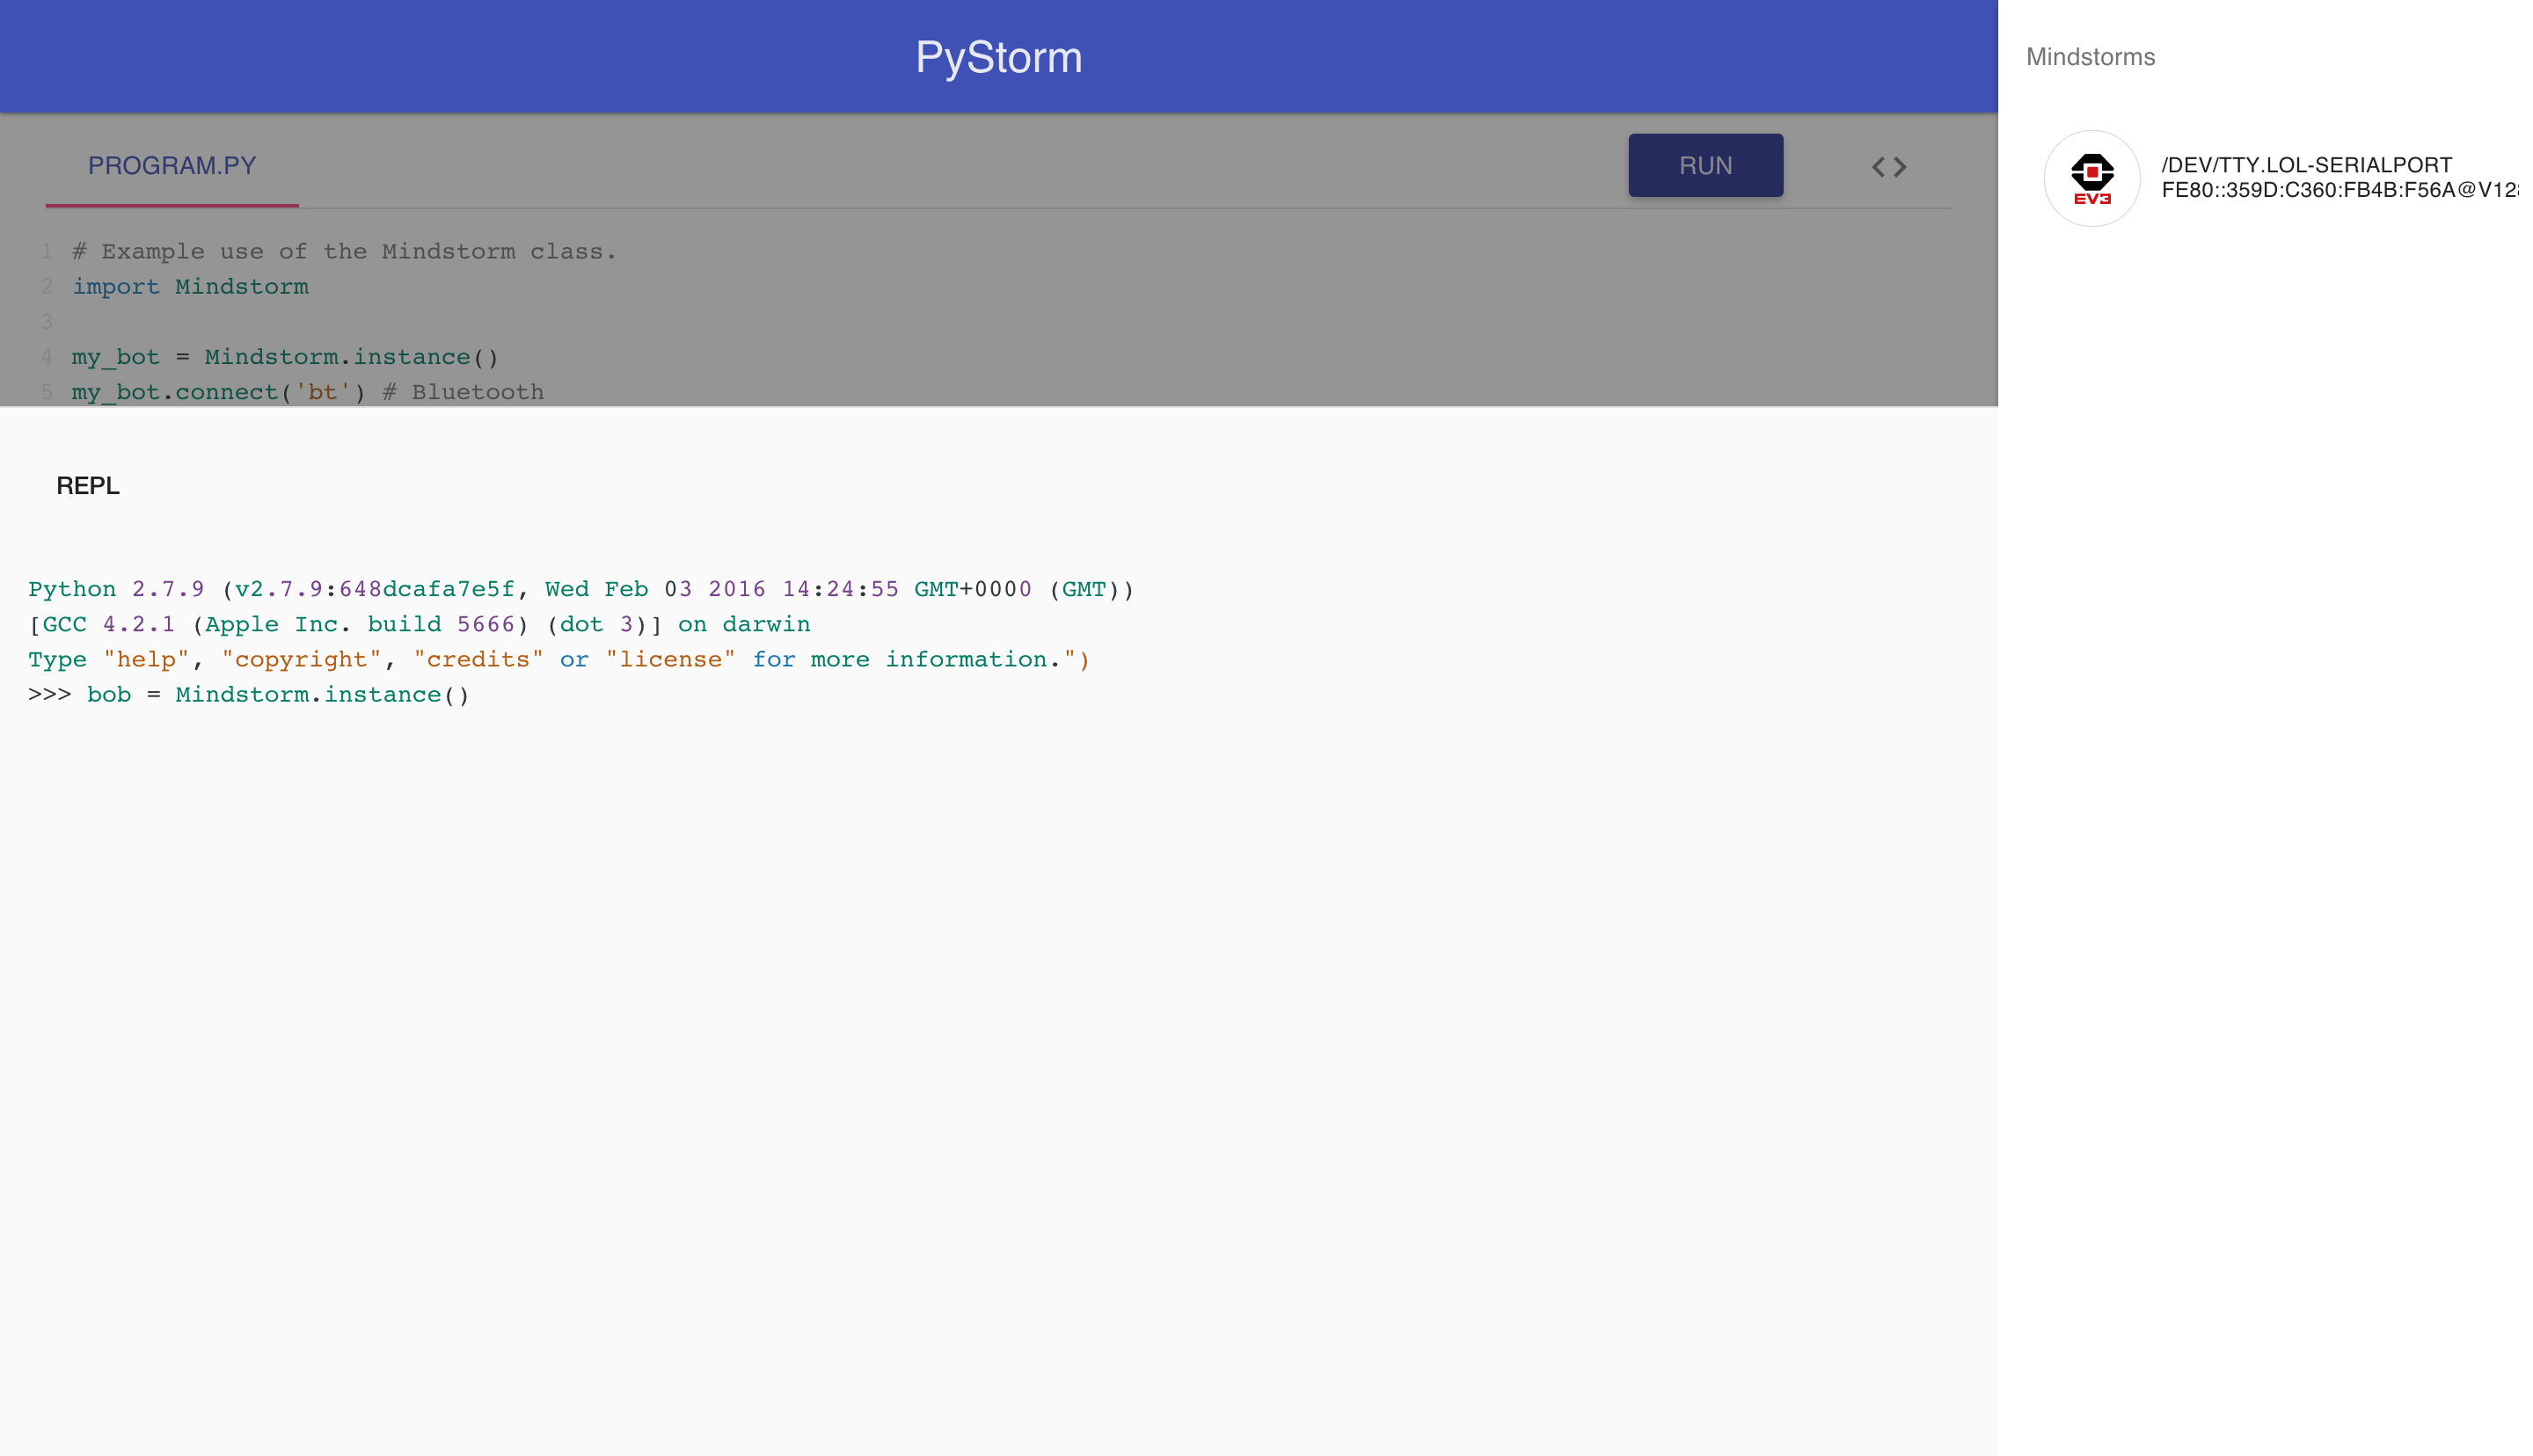 PyStorm
PROGRAM.PY
RUN
<>
1 # Example use of the Mindstorm class.
2 import Mindstorm
3
4 my_bot = Mindstorm.instance()
5 my_bot.connect('bt') # Bluetooth
REPL
Python 2.7.9 (v2.7.9:648dcafa7e5f, Wed Feb 03 2016 14:24:55 GMT+0000 (GMT))
[GCC 4.2.1 (Apple Inc. build 5666) (dot 3)] on darwin
Type "help", "copyright", "credits" or "license" for more information.")
>>> bob = Mindstorm.instance()
Mindstorms
EV3
/DEV/TTY.LOL-SERIALPORT
FE80::359D:C360:FB4B:F56A@V12